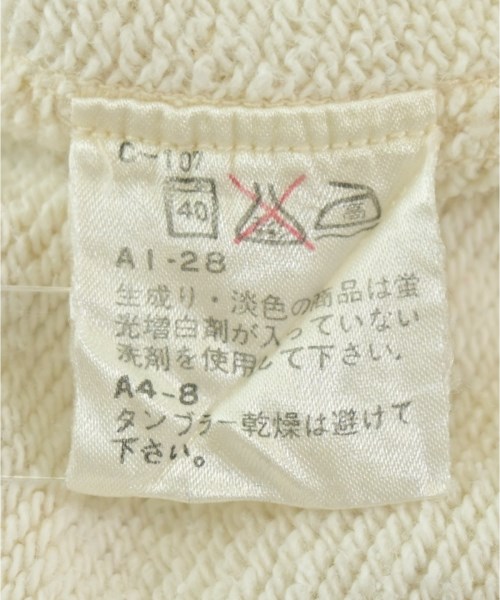 C-107
40
高
A1-28
生成り・淡色の商品は蛍
光増白剤が入っていない
洗剤を使用して下さい。
A4-8
タンブラー乾燥は避けて
下さい。